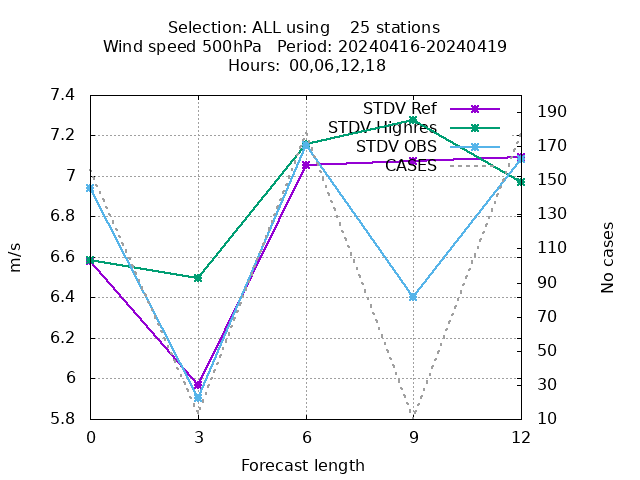 Selection: ALL using    25 stations
Wind speed 500hPa   Period: 20240416-20240419
Hours:  00,06,12,18
7.4
7.2
7
6.8
6.6
6.4
6.2
6
5.8
m/s
STDV Ref
STDV Highres
STDV OBS
CASES
190
170
150
130
110
90
70
50
30
10
No cases
0
3
6
9
12
Forecast length